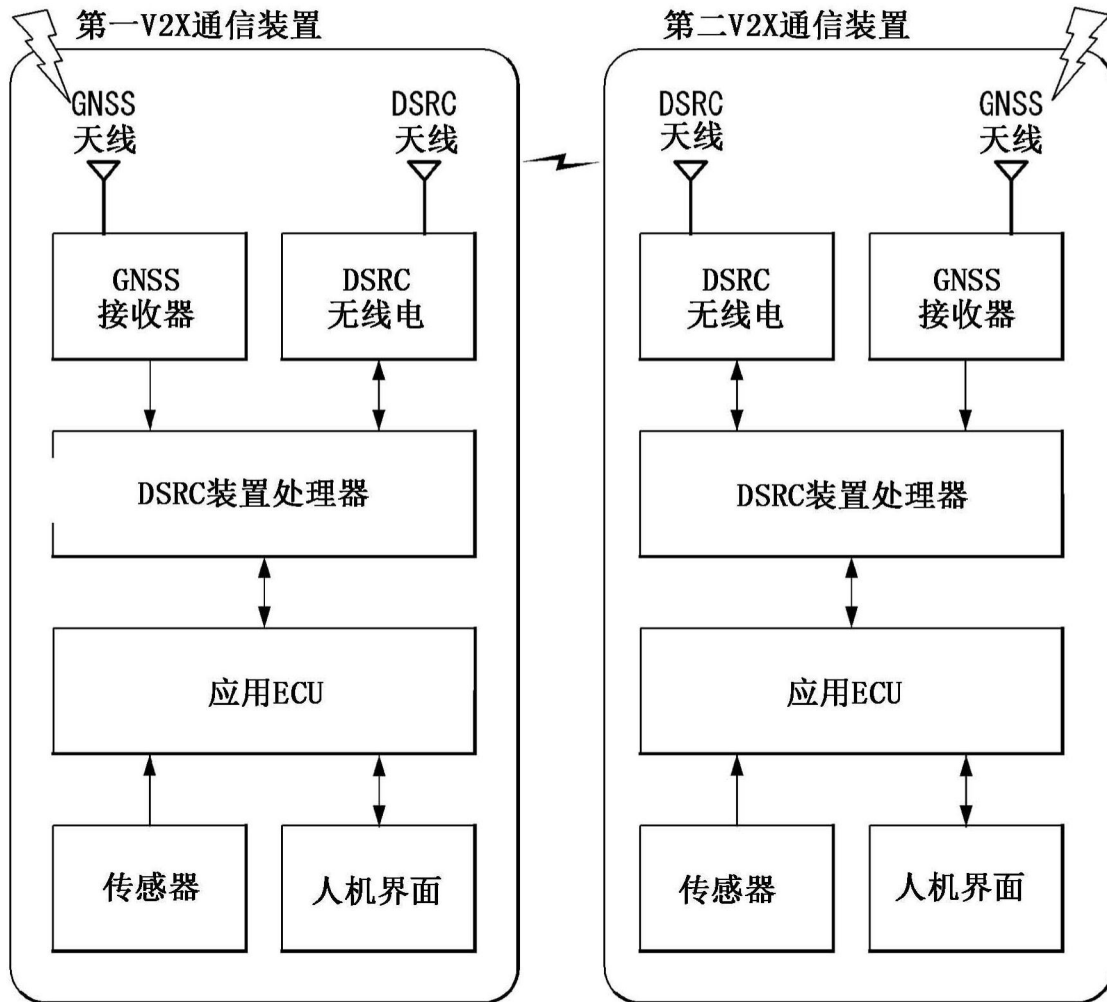 第一V2X通信装置
GNSS
天线
DSRC
天线
GNSS
接收器
DSRC
无线电
DSRC装置处理器
应用ECU
传感器
人机界面
第二V2X通信装置
DSRC
天线
GNSS
天线
DSRC
无线电
GNSS
接收器
DSRC装置处理器
应用ECU
传感器
人机界面